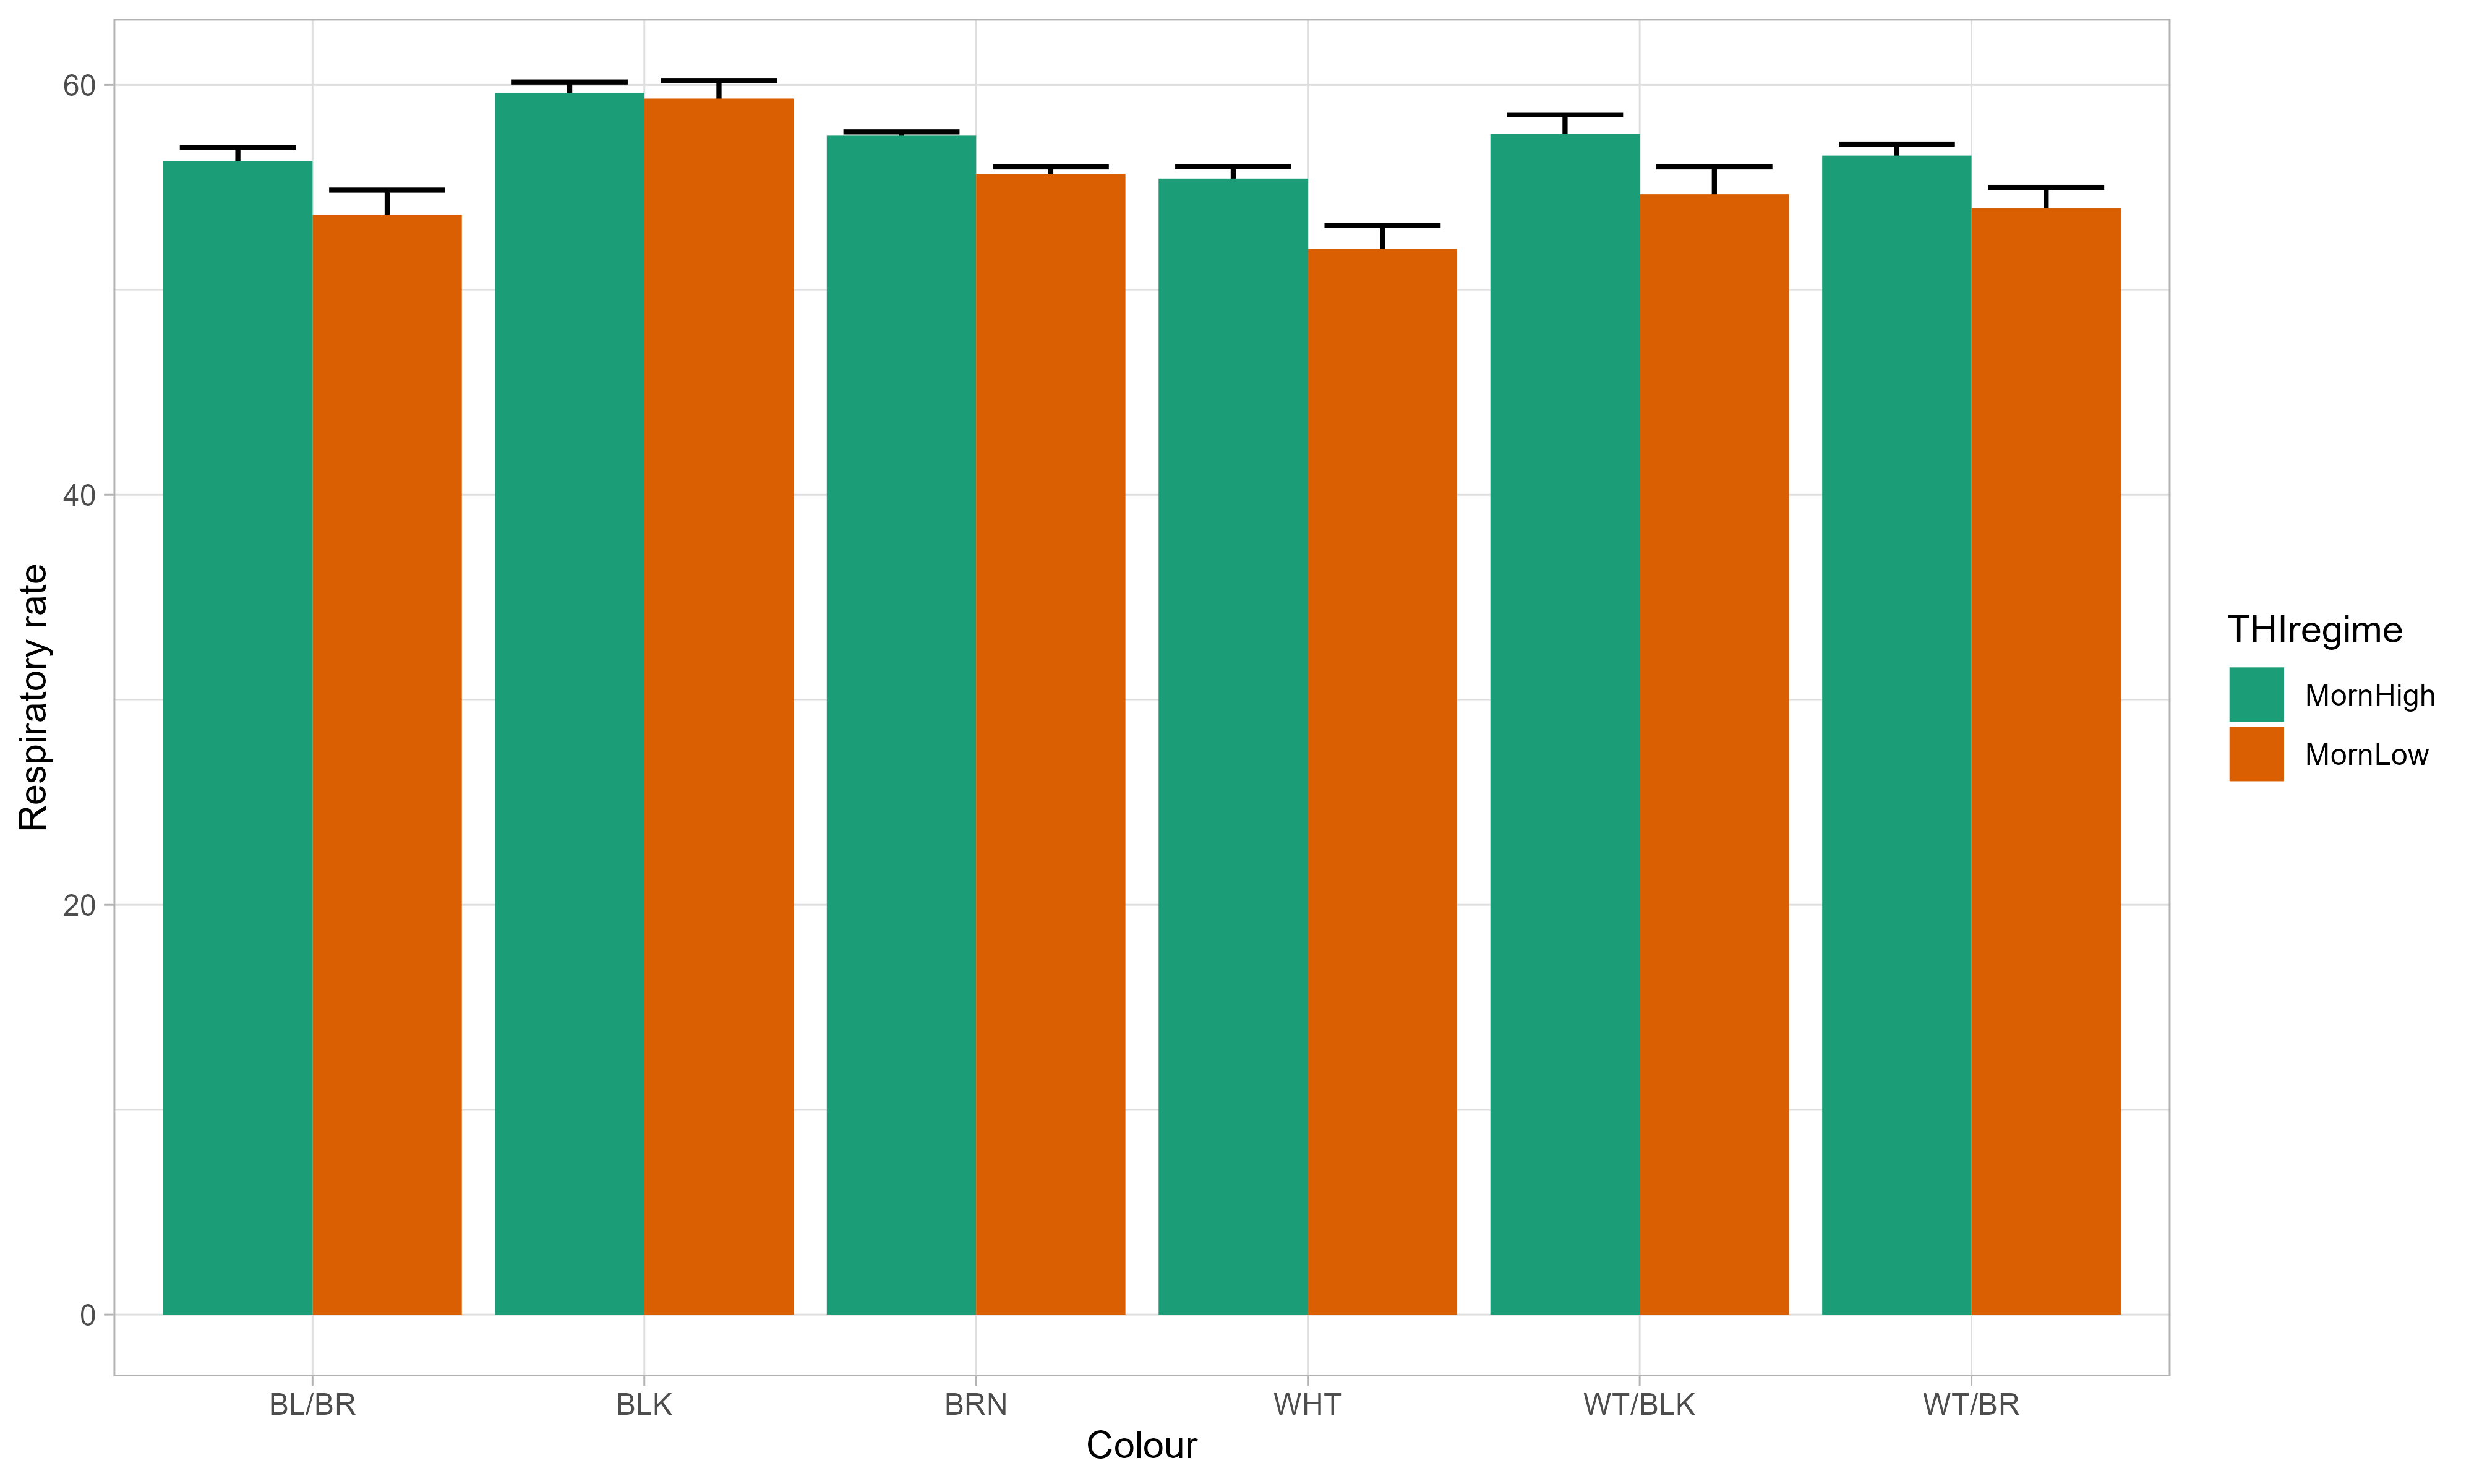 60
40
20
0
Respiratory rate
BL/BR BLK BRN WHT WT/BLK WT/BR
Colour
THIregime
MornHigh
MornLow